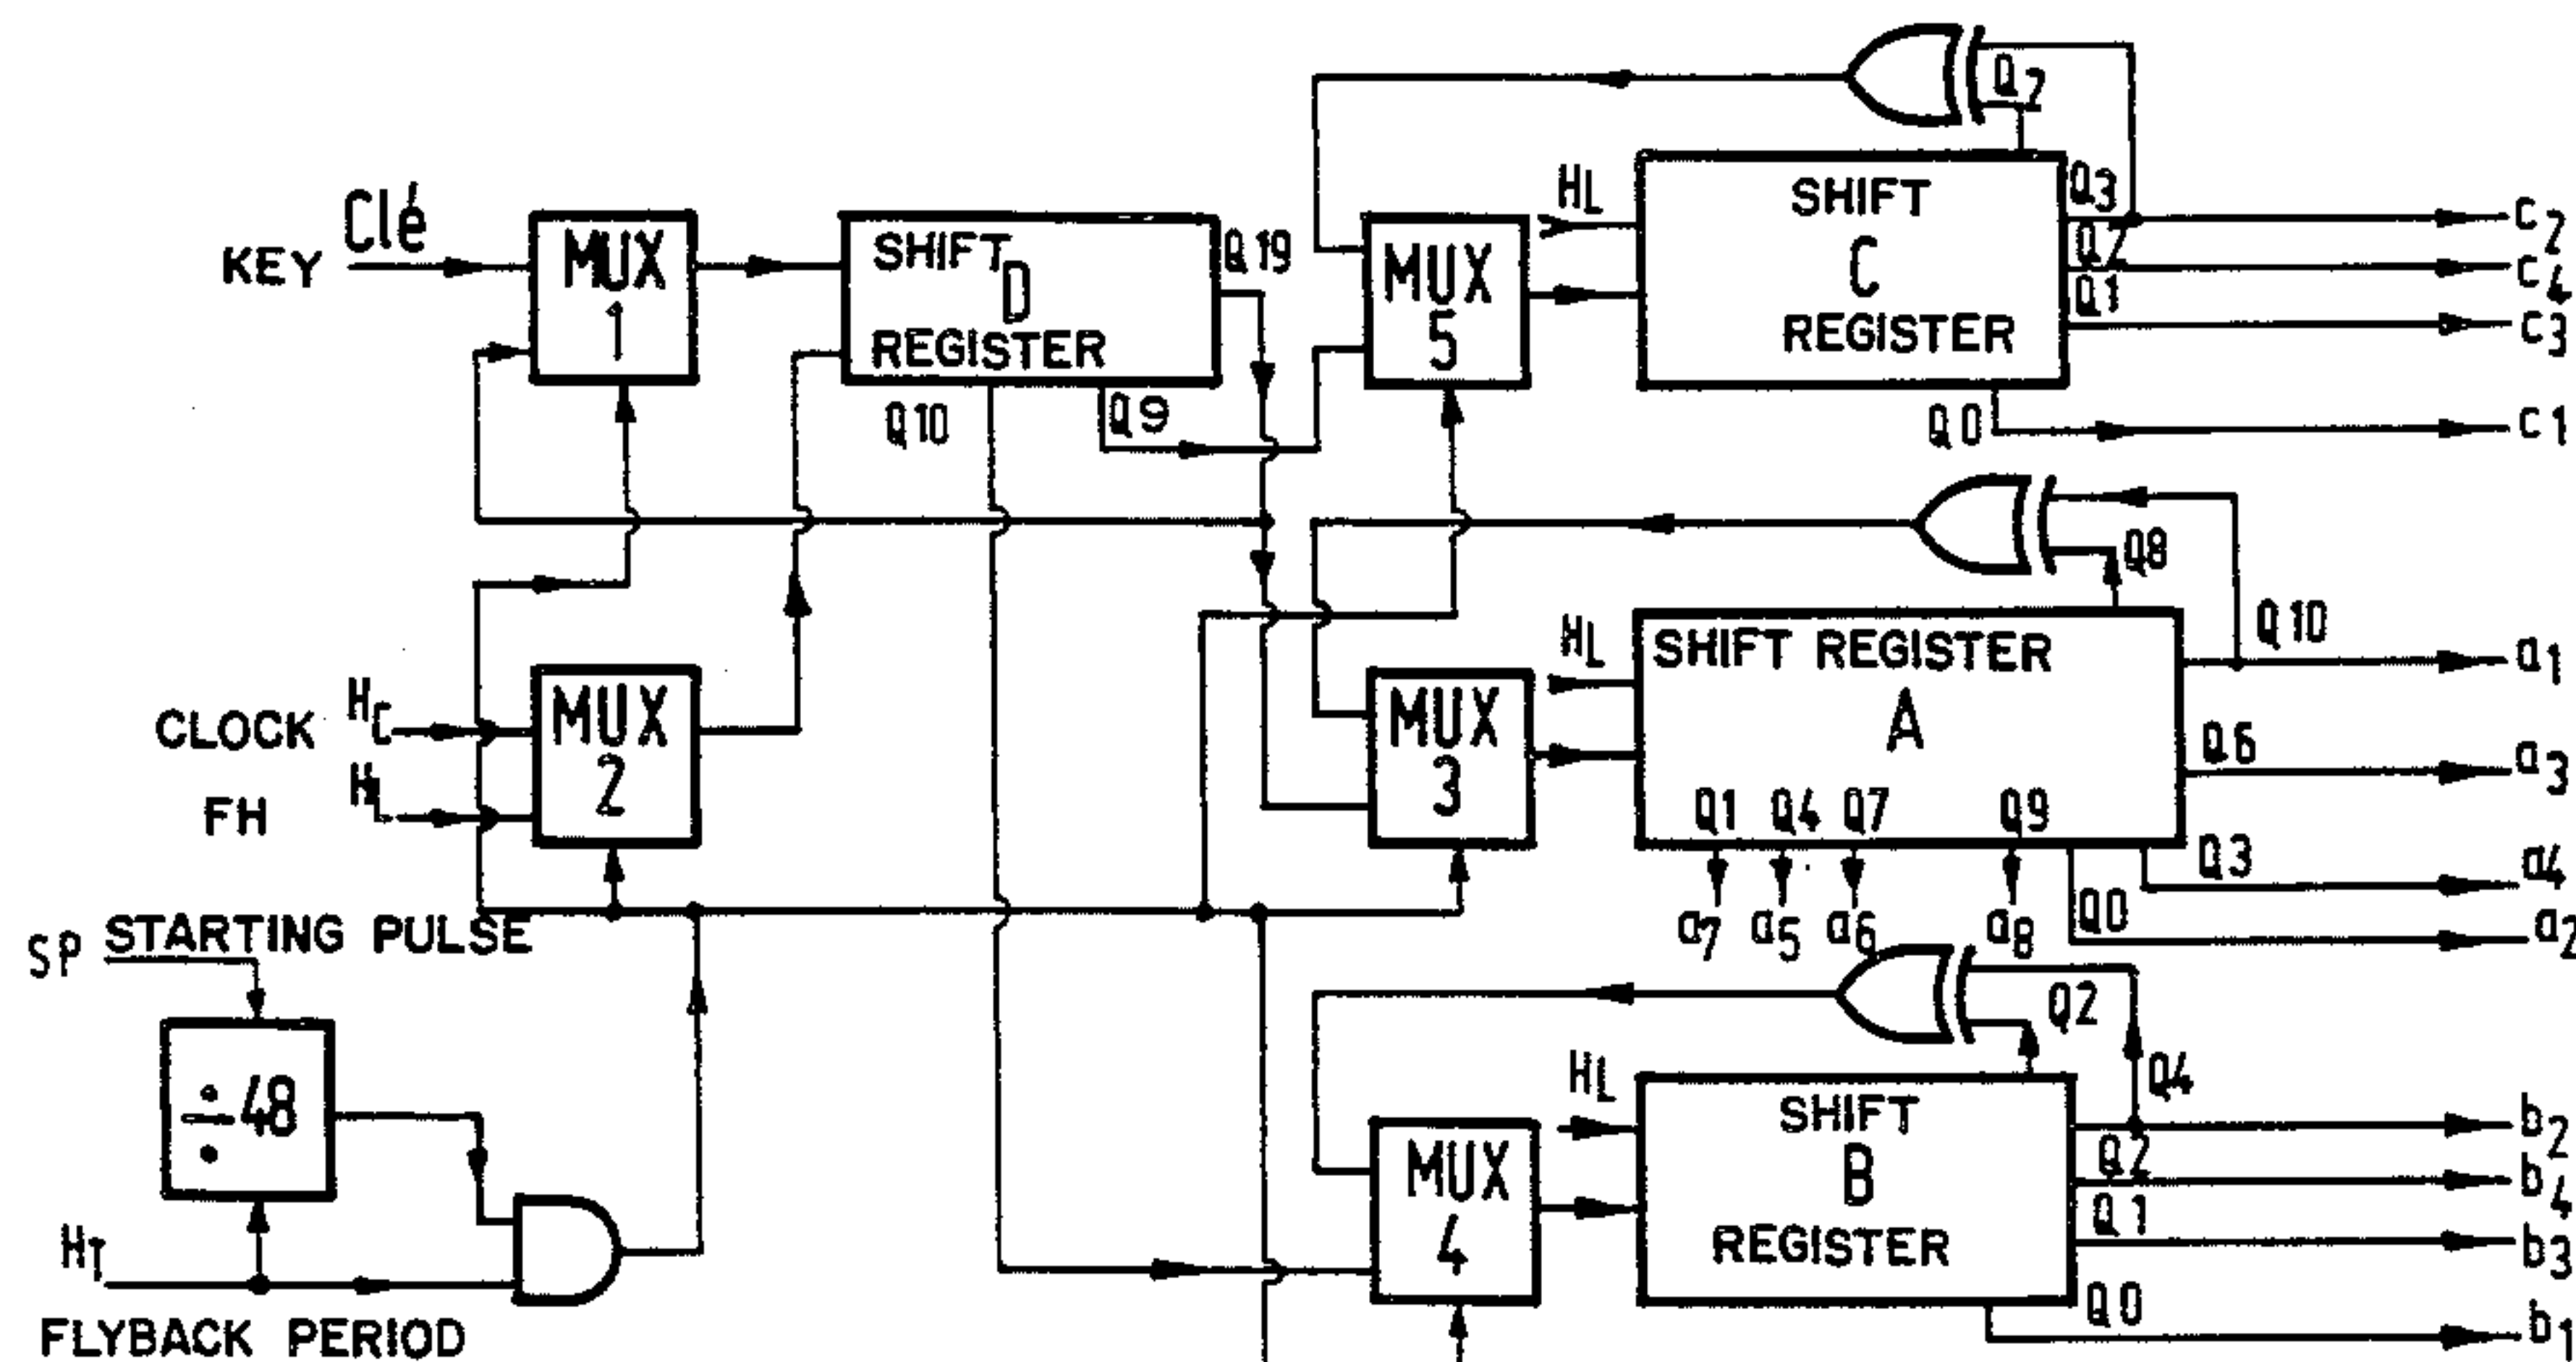 KEY
Clé
MUX
1
SHIFT
D
REGISTER
Q19
Q10
Q9
MUX
5
HL
SHIFT
C
REGISTER
Q2
Q3
Q2
Q1
Q0
c2
c4
c3
c1
CLOCK
HC
FH
HL
MUX
2
MUX
3
HL
SHIFT REGISTER
A
Q8
Q10
Q6
Q1 Q4 Q7 Q9
Q3
Q0
a1
a3
a4
a2
a7 a5 a6 a8
SP STARTING PULSE
÷48
HT
FLYBACK PERIOD
MUX
4
HL
SHIFT
B
REGISTER
Q2
Q4
Q2
Q1
Q0
b2
b4
b3
b1